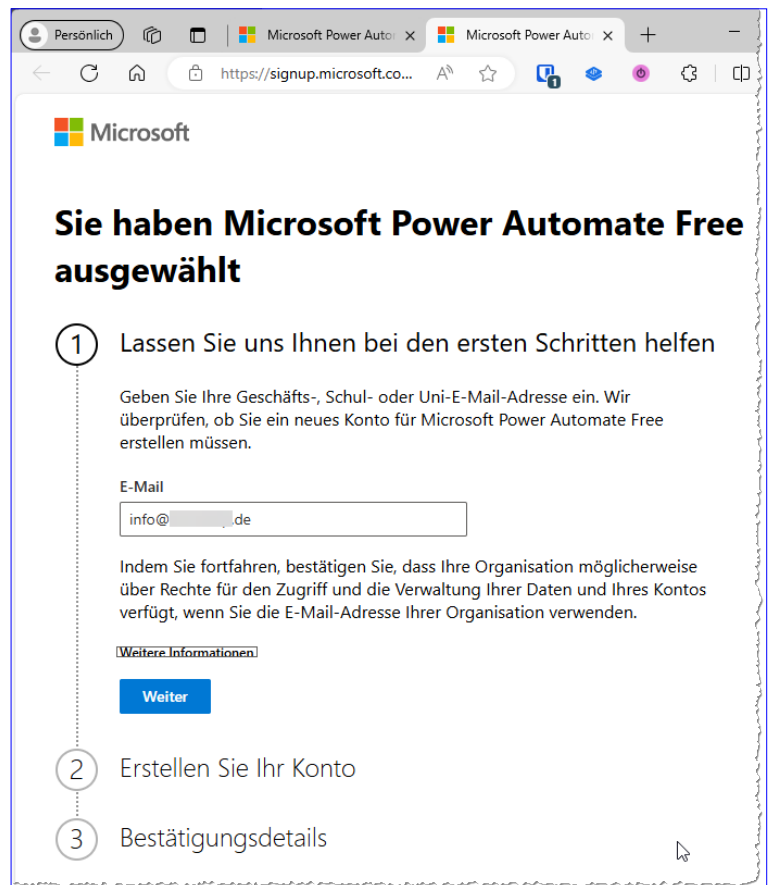 Persönlich
Microsoft Power Autor
Microsoft Power Auto
https://signup.microsoft.co...
1
Microsoft
Sie haben Microsoft Power Automate Free
ausgewählt
1 Lassen Sie uns Ihnen bei den ersten Schritten helfen
Geben Sie Ihre Geschäfts-, Schul- oder Uni-E-Mail-Adresse ein. Wir
überprüfen, ob Sie ein neues Konto für Microsoft Power Automate Free
erstellen müssen.
E-Mail
info@ .de
Indem Sie fortfahren, bestätigen Sie, dass Ihre Organisation möglicherweise
über Rechte für den Zugriff und die Verwaltung Ihrer Daten und Ihres Kontos
verfügt, wenn Sie die E-Mail-Adresse Ihrer Organisation verwenden.
Weitere Informationen
Weiter
2 Erstellen Sie Ihr Konto
3 Bestätigungsdetails